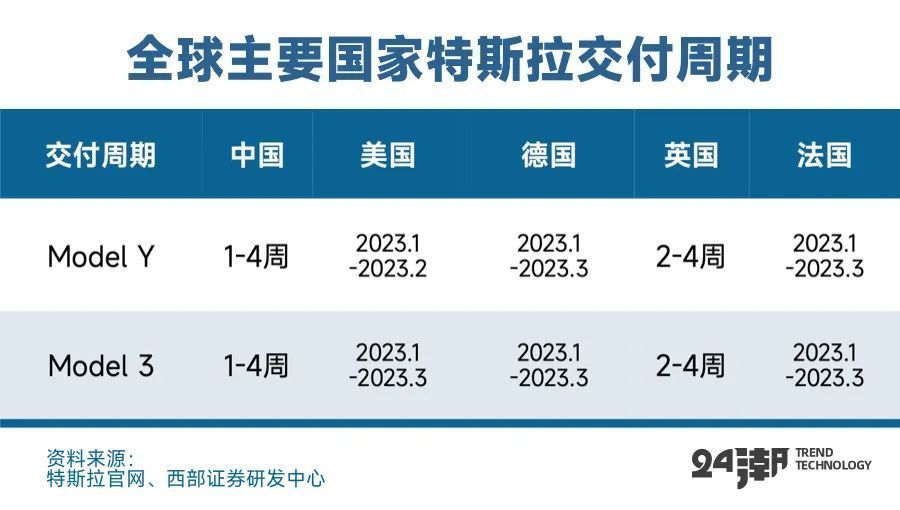 全球主要国家特斯拉交付周期
交付周期 中国 美国 德国 英国 法国
Model Y 1-4周 2023.1-2023.2 2023.1-2023.3 2-4周 2023.1-2023.3
Model 3 1-4周 2023.1-2023.3 2023.1-2023.3 2-4周 2023.1-2023.3
资料来源：
特斯拉官网、西部证券研发中心
24潮 TREND
TECHNOLOGY